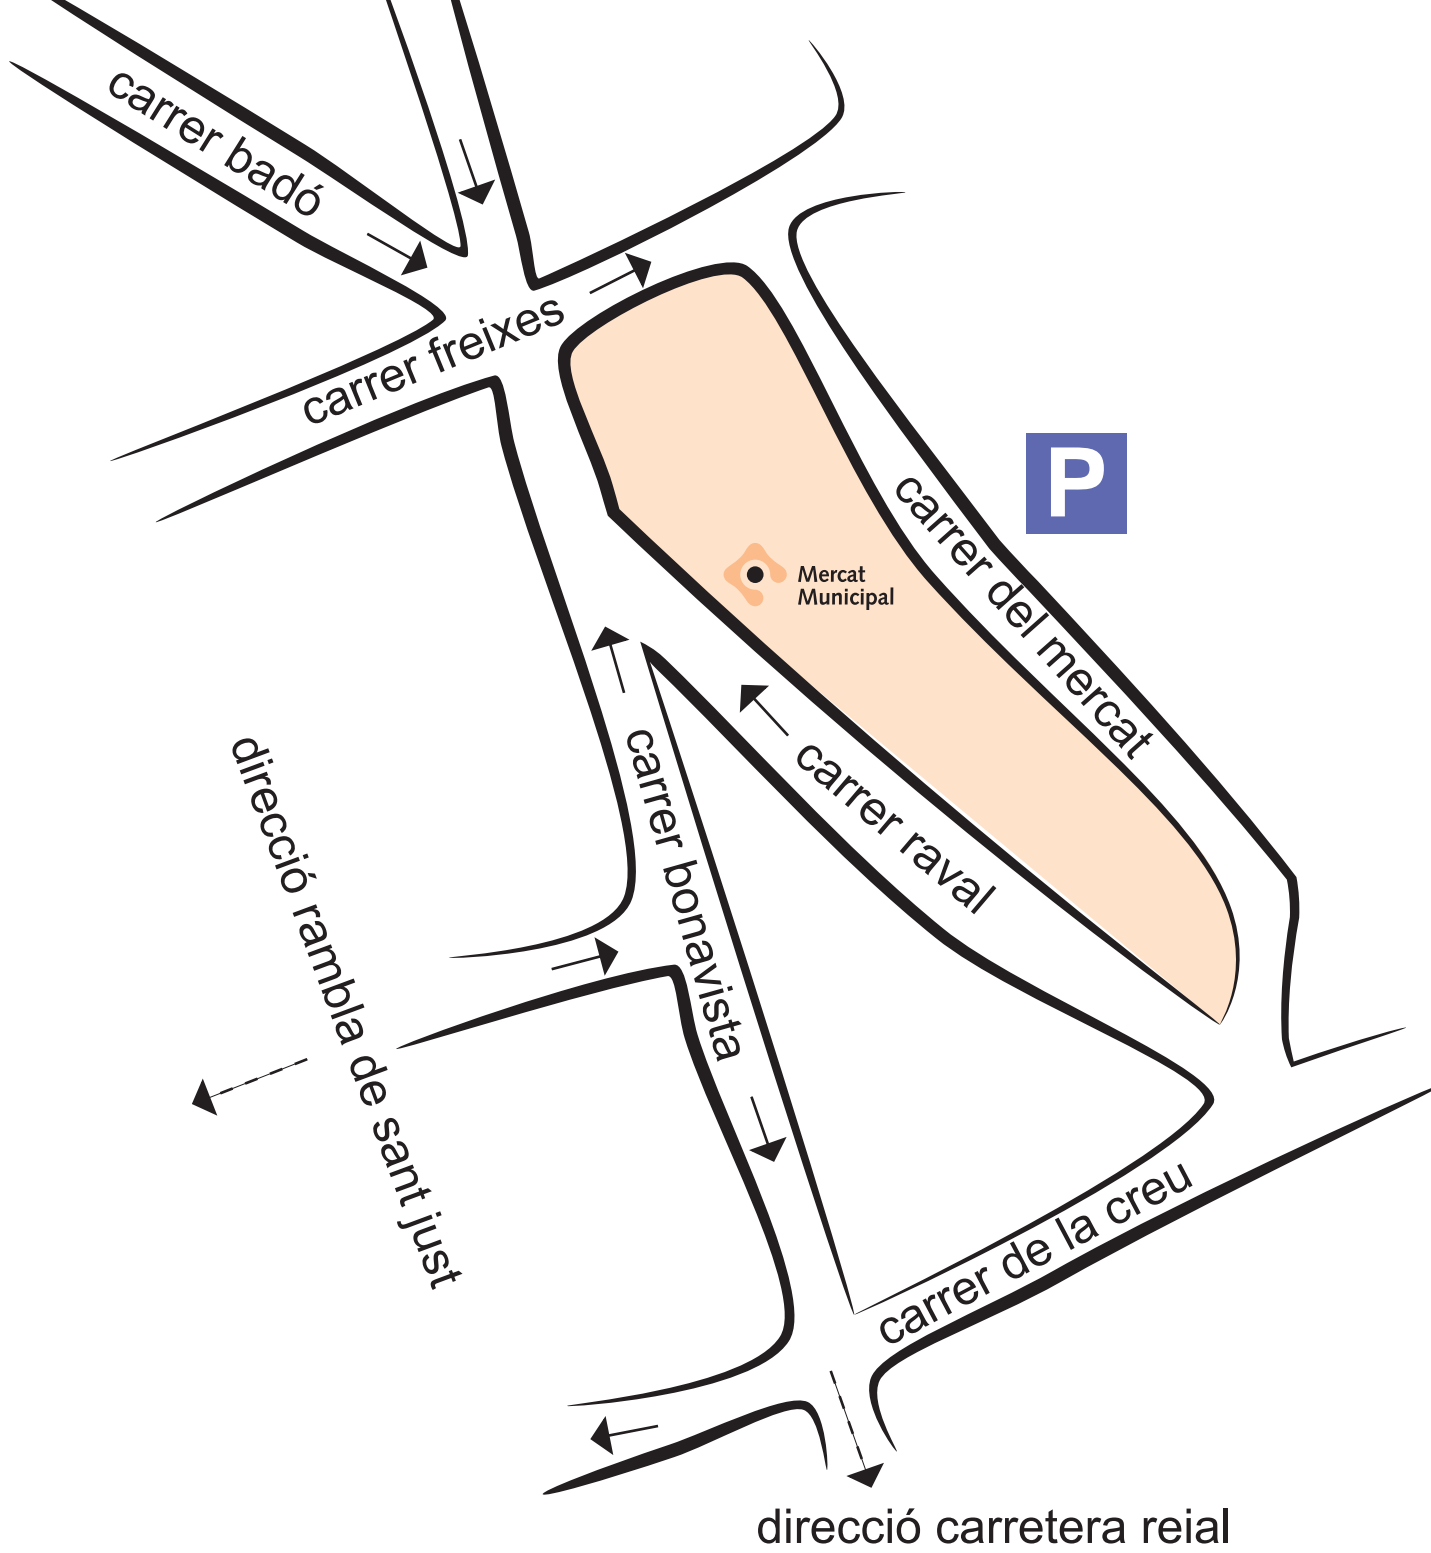 carrer badó
carrer freixes
P
carrer del mercat
Mercat
Municipal
carrer raval
carrer bonavista
direcció rambla de sant just
carrer de la creu
direcció carretera reial